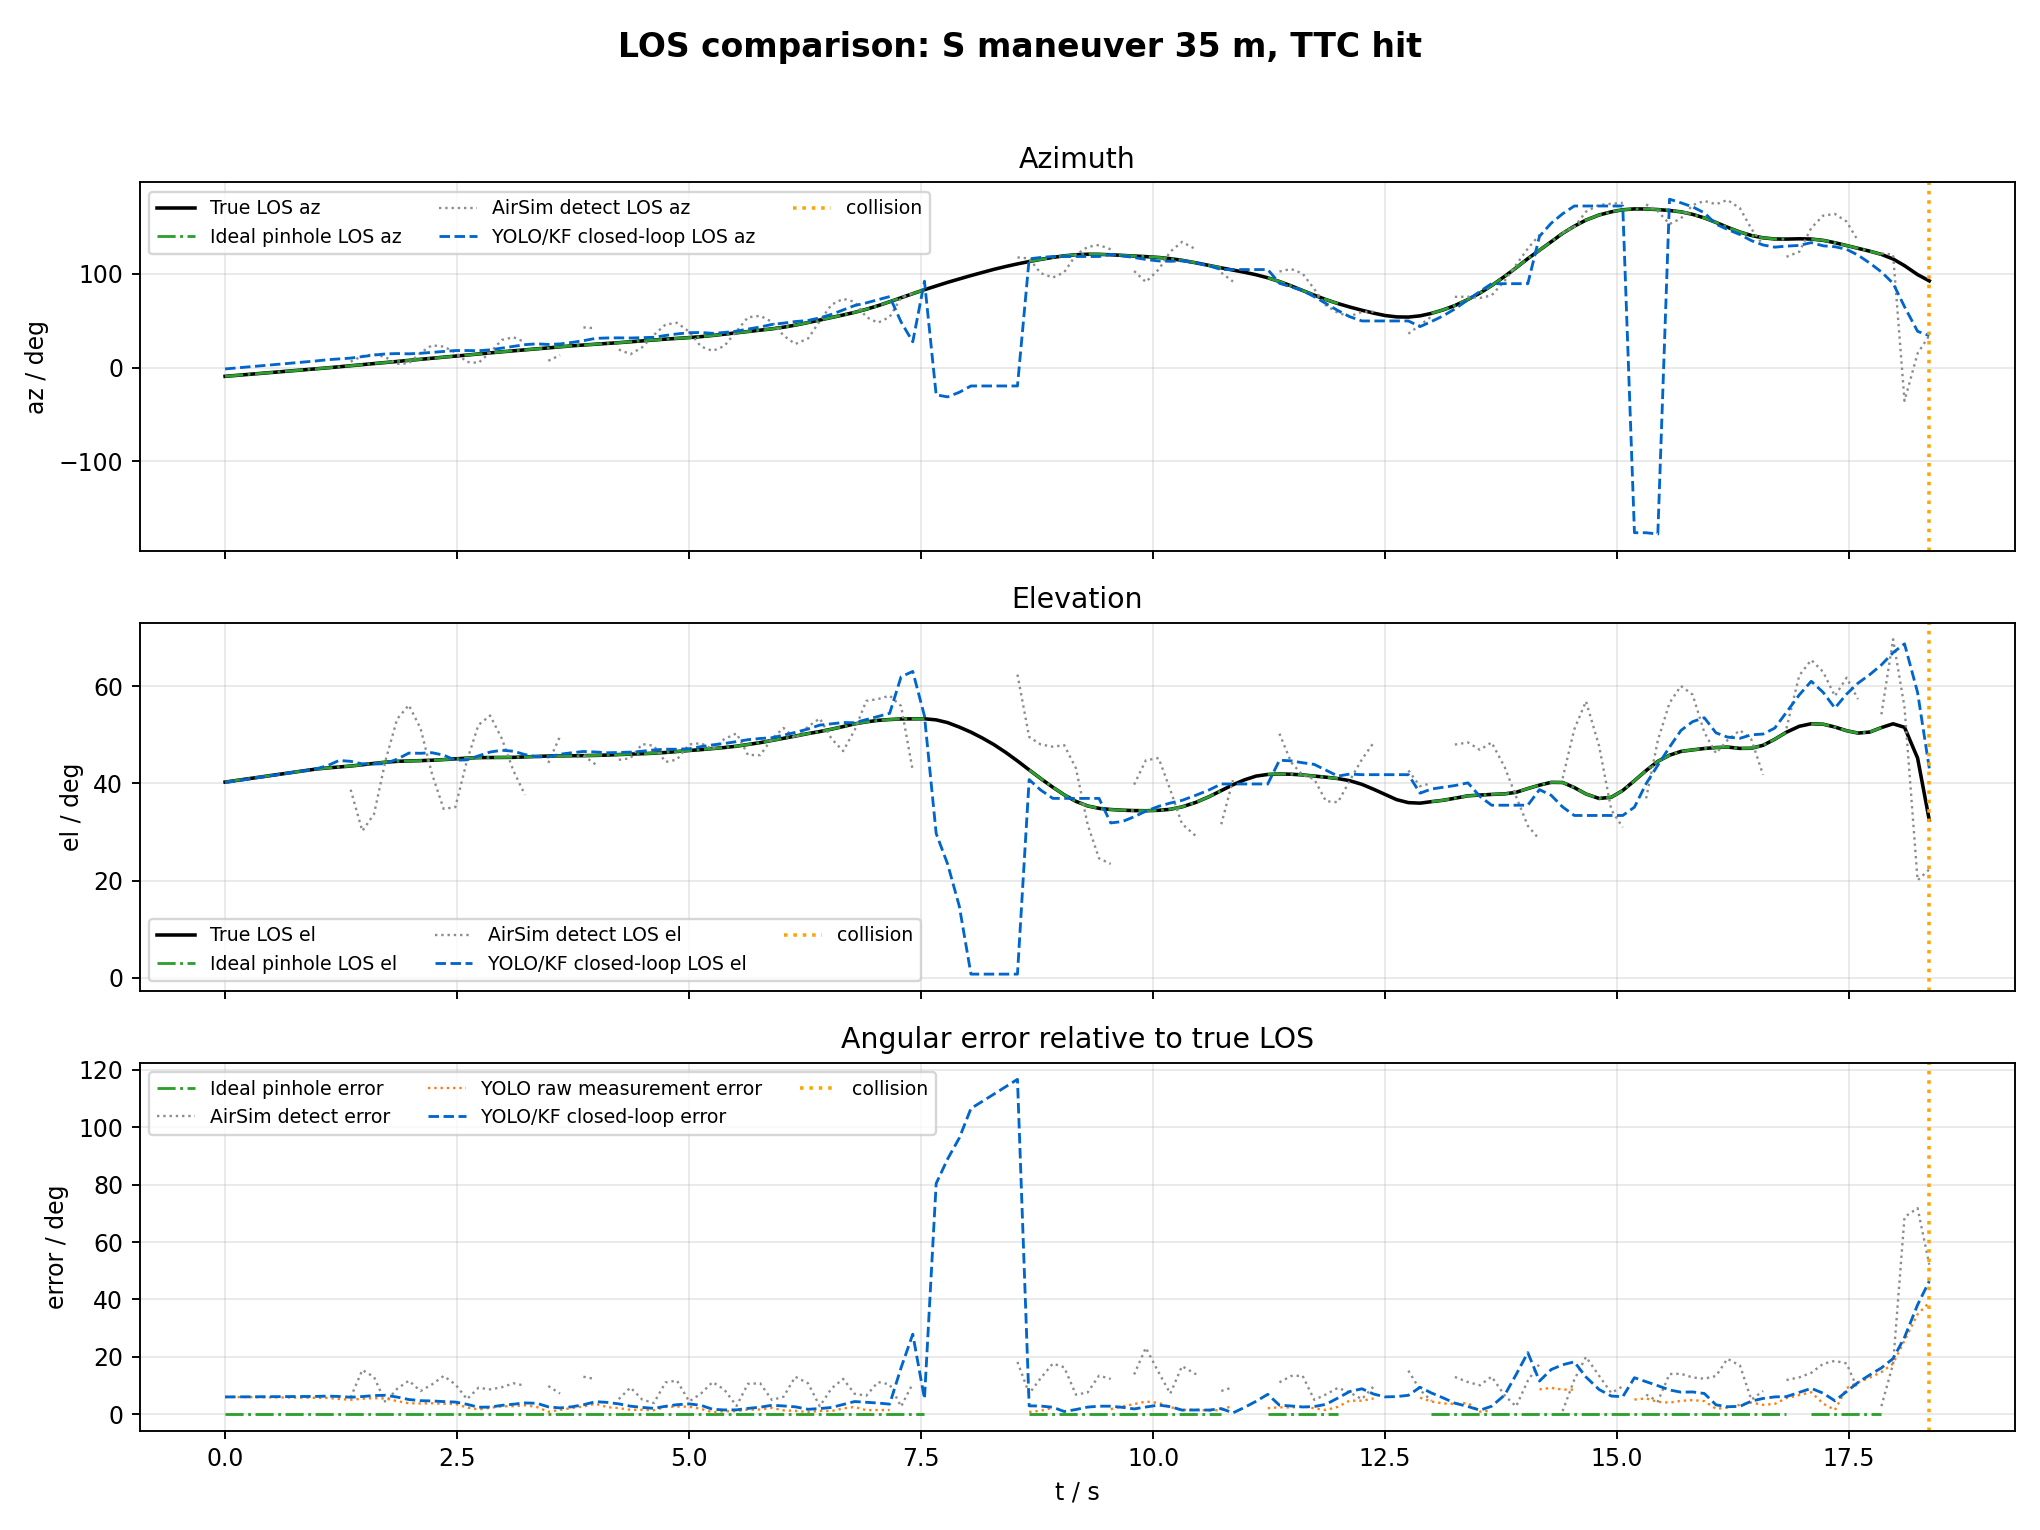 LOS comparison: S maneuver 35 m, TTC hit
Azimuth
True LOS az
Ideal pinhole LOS az
AirSim detect LOS az
YOLO/KF closed-loop LOS az
collision
az / deg
100
0
−100
Elevation
True LOS el
Ideal pinhole LOS el
AirSim detect LOS el
YOLO/KF closed-loop LOS el
collision
el / deg
60
40
20
0
Angular error relative to true LOS
Ideal pinhole error
AirSim detect error
YOLO raw measurement error
YOLO/KF closed-loop error
collision
error / deg
120
100
80
60
40
20
0
0.0 2.5 5.0 7.5 10.0 12.5 15.0 17.5
t / s